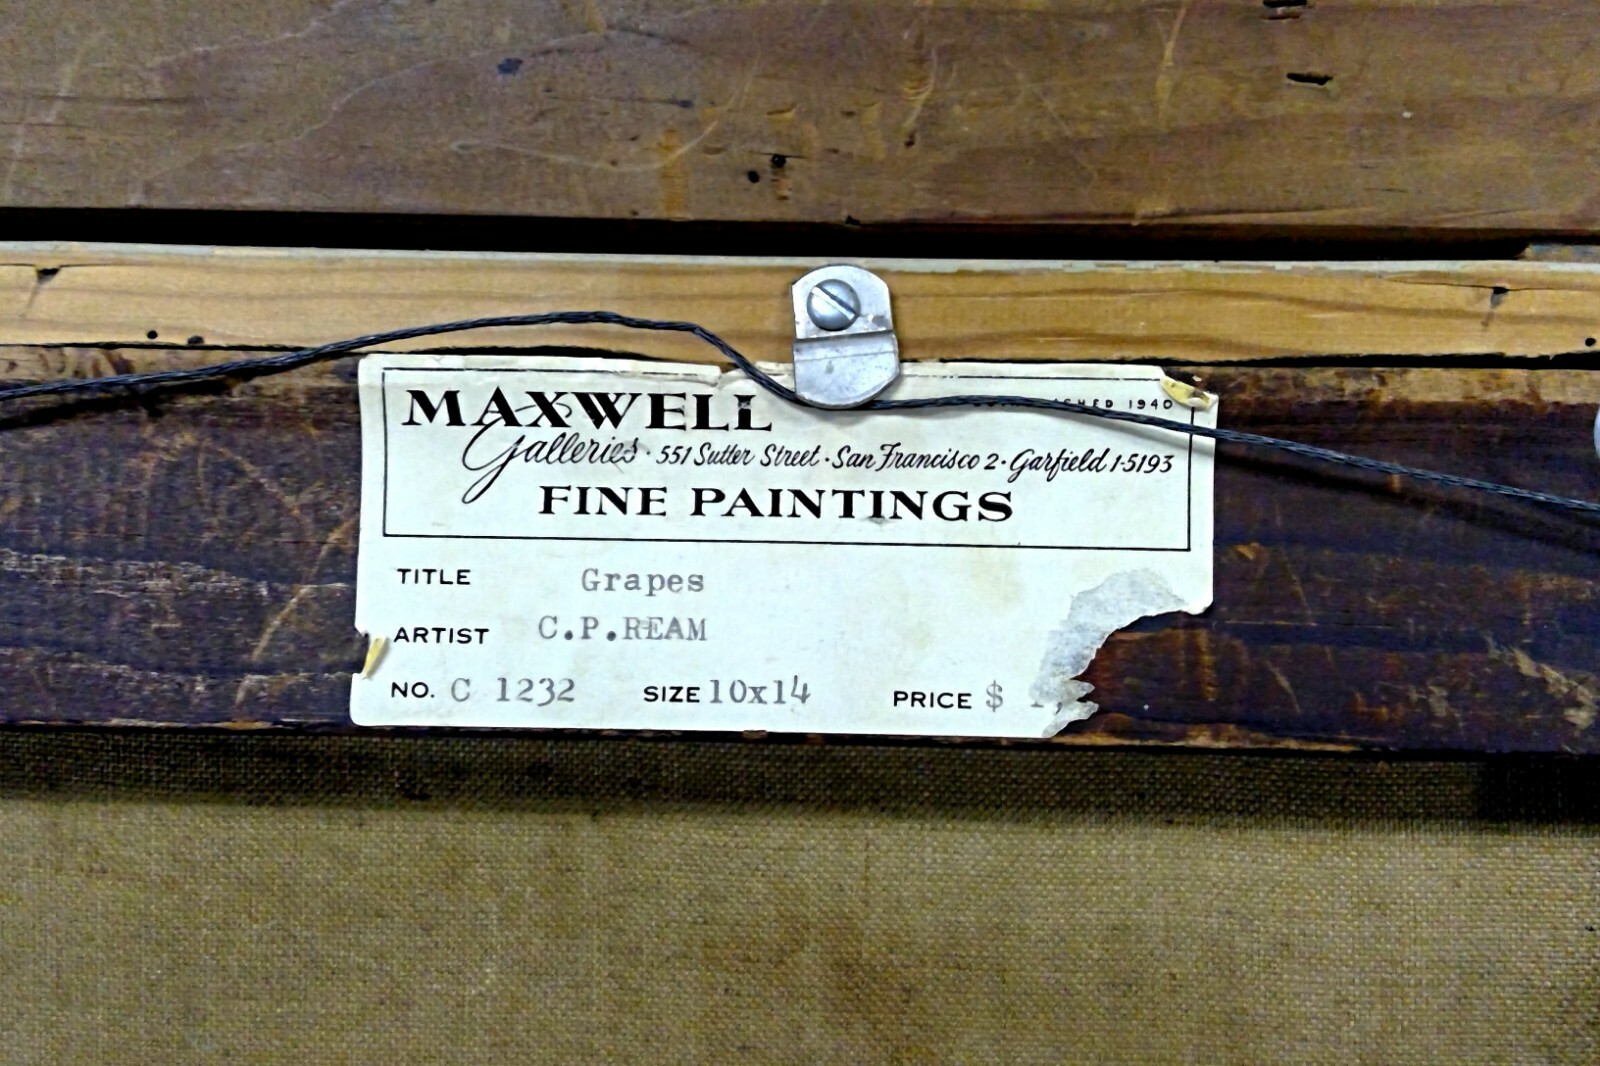 MAXWELL
1940
Galleries · 551 Sutter Street · San Francisco 2 · Garfield 1-5193
FINE PAINTINGS
TITLE Grapes
ARTIST C.P.REAM
NO. C 1232 SIZE 10x14 PRICE $